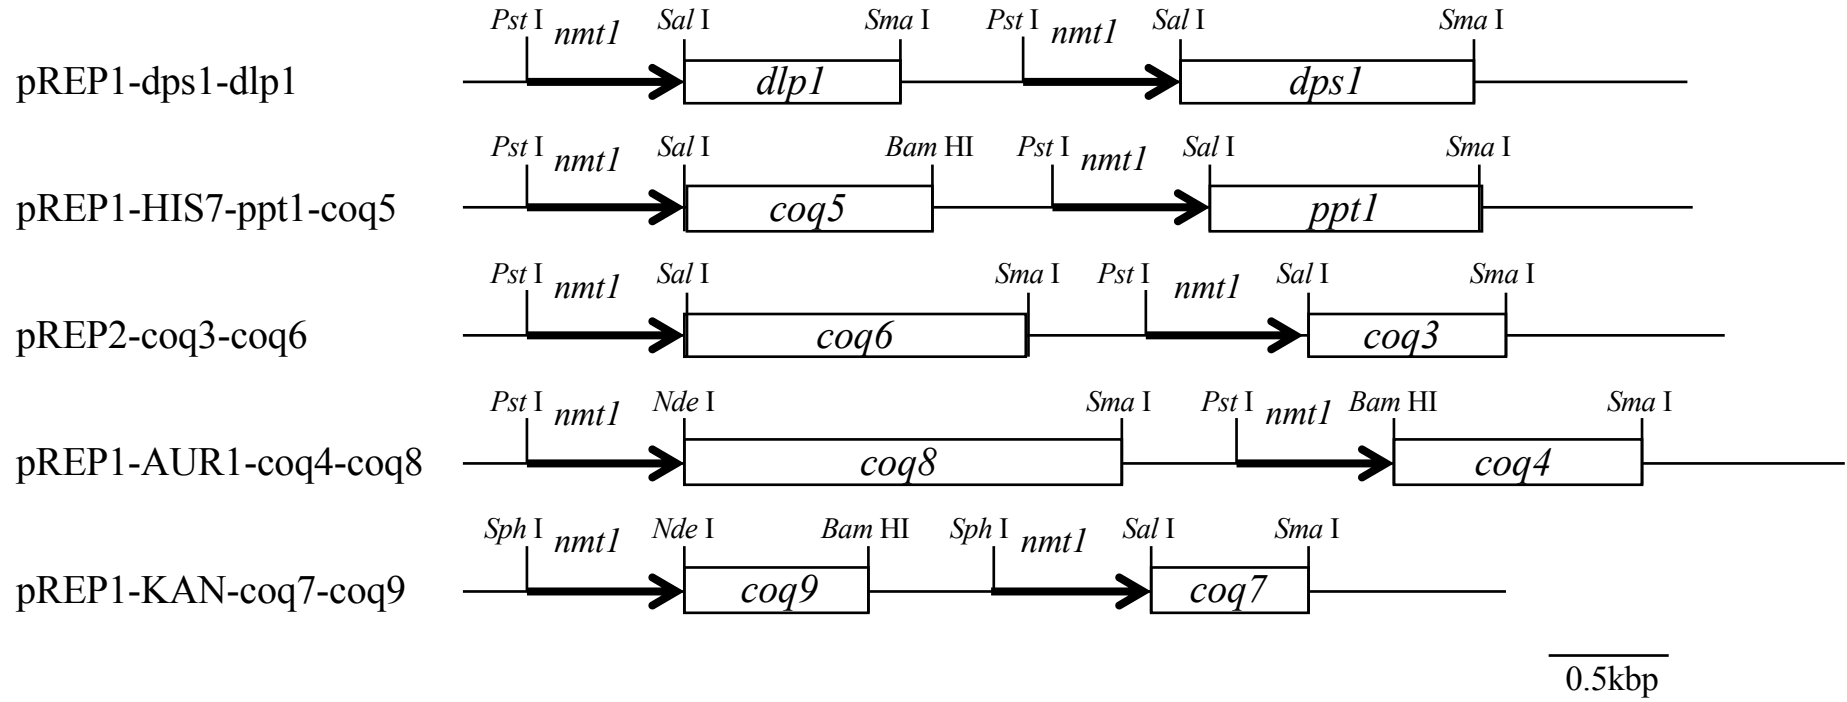 Pst I nmt1 Sal I Sma I Pst I nmt1 Sal I Sma I
pREP1-dps1-dlp1 dlp1 dps1
Pst I nmt1 Sal I Bam HI Pst I nmt1 Sal I Sma I
pREP1-HIS7-ppt1-coq5 coq5 ppt1
Pst I nmt1 Sal I Sma I Pst I nmt1 Sal I Sma I
pREP2-coq3-coq6 coq6 coq3
Pst I nmt1 Nde I Sma I Pst I nmt1 Bam HI Sma I
pREP1-AUR1-coq4-coq8 coq8 coq4
Sph I nmt1 Nde I Bam HI Sph I nmt1 Sal I Sma I
pREP1-KAN-coq7-coq9 coq9 coq7
0.5kbp